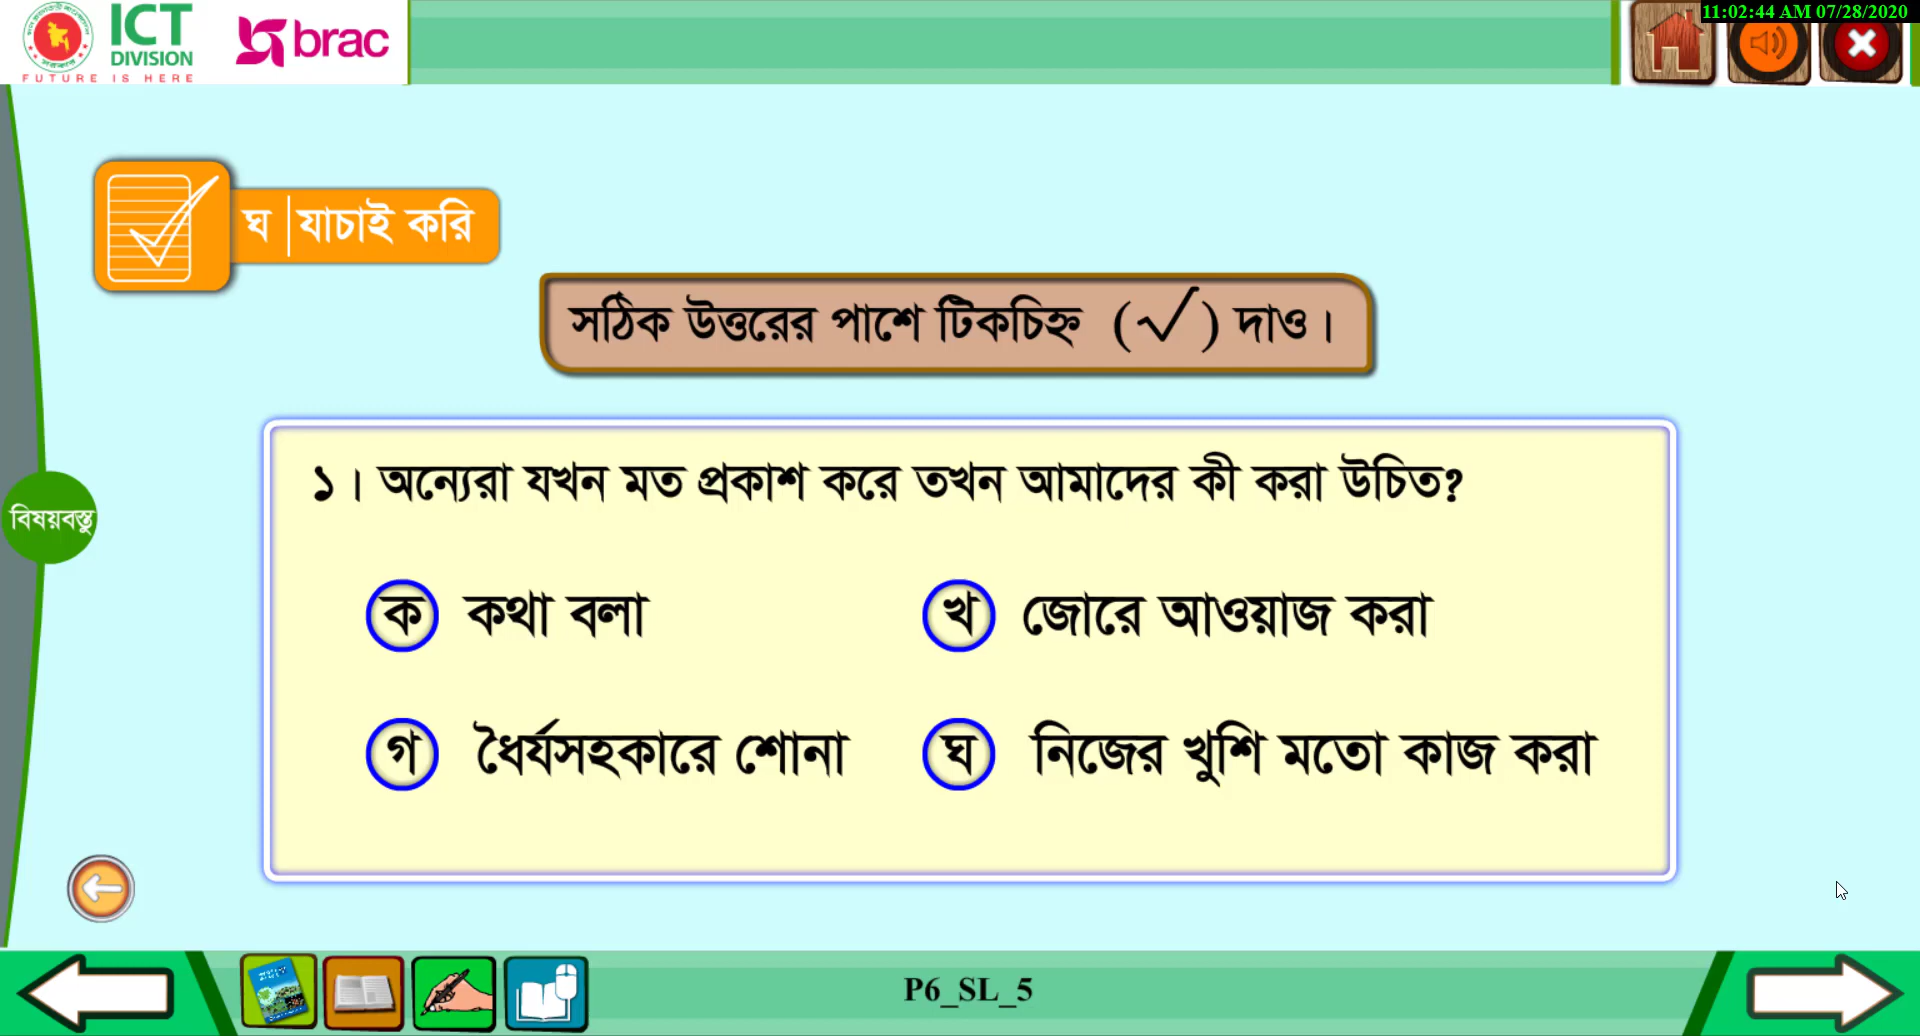 11:02:44 AM 07/28/2020
ICT
DIVISION
FUTURE IS HERE
brac
ঘ যাচাই করি
সঠিক উত্তরের পাশে টিকচিহ্ন (√) দাও।
১। অন্যেরা যখন মত প্রকাশ করে তখন আমাদের কী করা উচিত?
ক কথা বলা
খ জোরে আওয়াজ করা
গ ধৈর্যসহকারে শোনা
ঘ নিজের খুশি মতো কাজ করা
বিষয়বস্তু
P6_SL_5